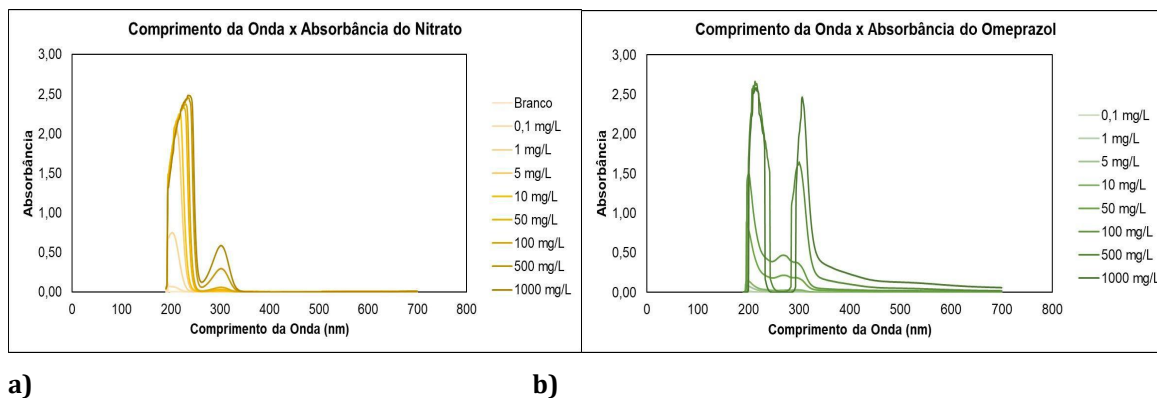 Comprimento da Onda x Absorbância do Nitrato
3,00
2,50
2,00
1,50
1,00
0,50
0,00
Absorbância
0 100 200 300 400 500 600 700 800
Comprimento da Onda (nm)
Branco
0,1 mg/L
1 mg/L
5 mg/L
10 mg/L
50 mg/L
100 mg/L
500 mg/L
1000 mg/L
Comprimento da Onda x Absorbância do Omeprazol
3,00
2,50
2,00
1,50
1,00
0,50
0,00
Absorbância
0 100 200 300 400 500 600 700 800
Comprimento da Onda (nm)
0,1 mg/L
1 mg/L
5 mg/L
10 mg/L
50 mg/L
100 mg/L
500 mg/L
1000 mg/L
a) b)